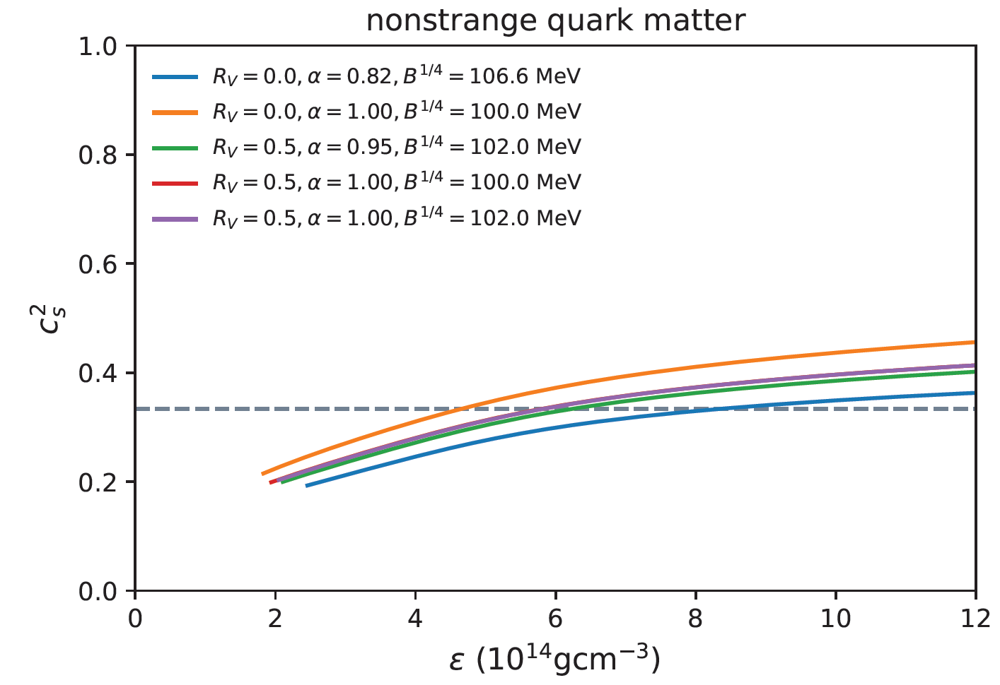 nonstrange quark matter
1.0
0.8
0.6
0.4
0.2
0.0
c_s^2
R_V = 0.0, α = 0.82, B^{1/4} = 106.6 MeV
R_V = 0.0, α = 1.00, B^{1/4} = 100.0 MeV
R_V = 0.5, α = 0.95, B^{1/4} = 102.0 MeV
R_V = 0.5, α = 1.00, B^{1/4} = 100.0 MeV
R_V = 0.5, α = 1.00, B^{1/4} = 102.0 MeV
0 2 4 6 8 10 12
ε (10^{14}gcm^{-3})